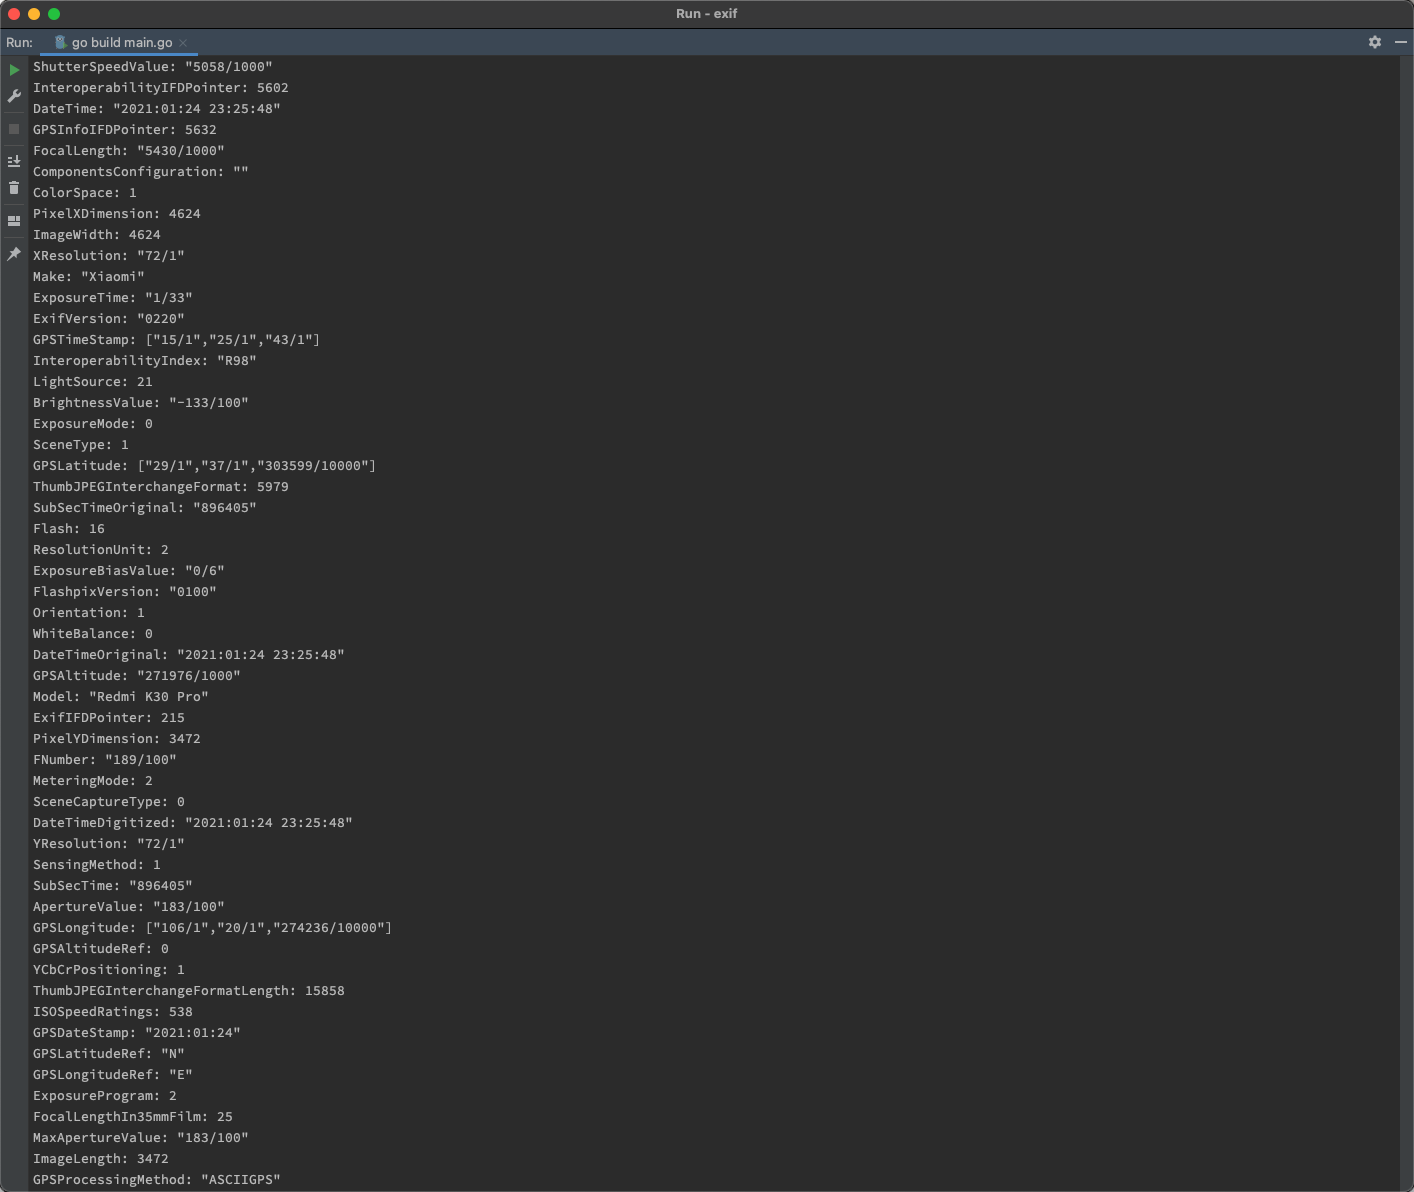 Run - exif
Run: go build main.go
ShutterSpeedValue: "5058/1000"
InteroperabilityIFDPointer: 5602
DateTime: "2021:01:24 23:25:48"
GPSInfoIFDPointer: 5632
FocalLength: "5430/1000"
ComponentsConfiguration: ""
ColorSpace: 1
PixelXDimension: 4624
ImageWidth: 4624
XResolution: "72/1"
Make: "Xiaomi"
ExposureTime: "1/33"
ExifVersion: "0220"
GPSTimeStamp: ["15/1","25/1","43/1"]
InteroperabilityIndex: "R98"
LightSource: 21
BrightnessValue: "-133/100"
ExposureMode: 0
SceneType: 1
GPSLatitude: ["29/1","37/1","303599/10000"]
ThumbJPEGInterchangeFormat: 5979
SubSecTimeOriginal: "896405"
Flash: 16
ResolutionUnit: 2
ExposureBiasValue: "0/6"
FlashpixVersion: "0100"
Orientation: 1
WhiteBalance: 0
DateTimeOriginal: "2021:01:24 23:25:48"
GPSAltitude: "271976/1000"
Model: "Redmi K30 Pro"
ExifIFDPointer: 215
PixelYDimension: 3472
FNumber: "189/100"
MeteringMode: 2
SceneCaptureType: 0
DateTimeDigitized: "2021:01:24 23:25:48"
YResolution: "72/1"
SensingMethod: 1
SubSecTime: "896405"
ApertureValue: "183/100"
GPSLongitude: ["106/1","20/1","274236/10000"]
GPSAltitudeRef: 0
YCbCrPositioning: 1
ThumbJPEGInterchangeFormatLength: 15858
ISOSpeedRatings: 538
GPSDateStamp: "2021:01:24"
GPSLatitudeRef: "N"
GPSLongitudeRef: "E"
ExposureProgram: 2
FocalLengthIn35mmFilm: 25
MaxApertureValue: "183/100"
ImageLength: 3472
GPSProcessingMethod: "ASCIIGPS"